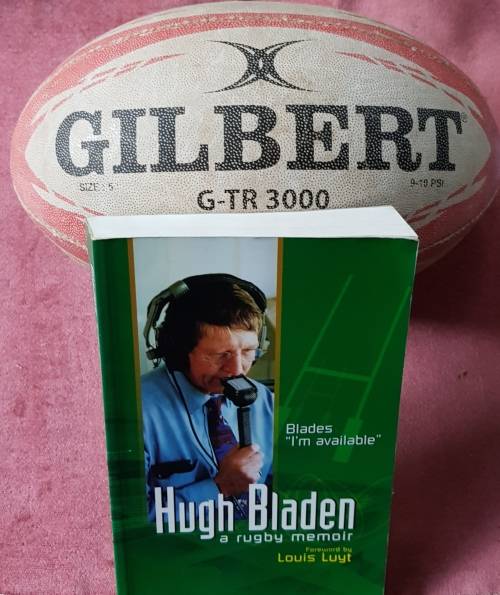 GILBERT
SIZE : 5
9-10 PSI
G-TR 3000
Blades
"I'm available"
Hugh Bladen
a rugby memoir
Foreword by
Louis Luyt